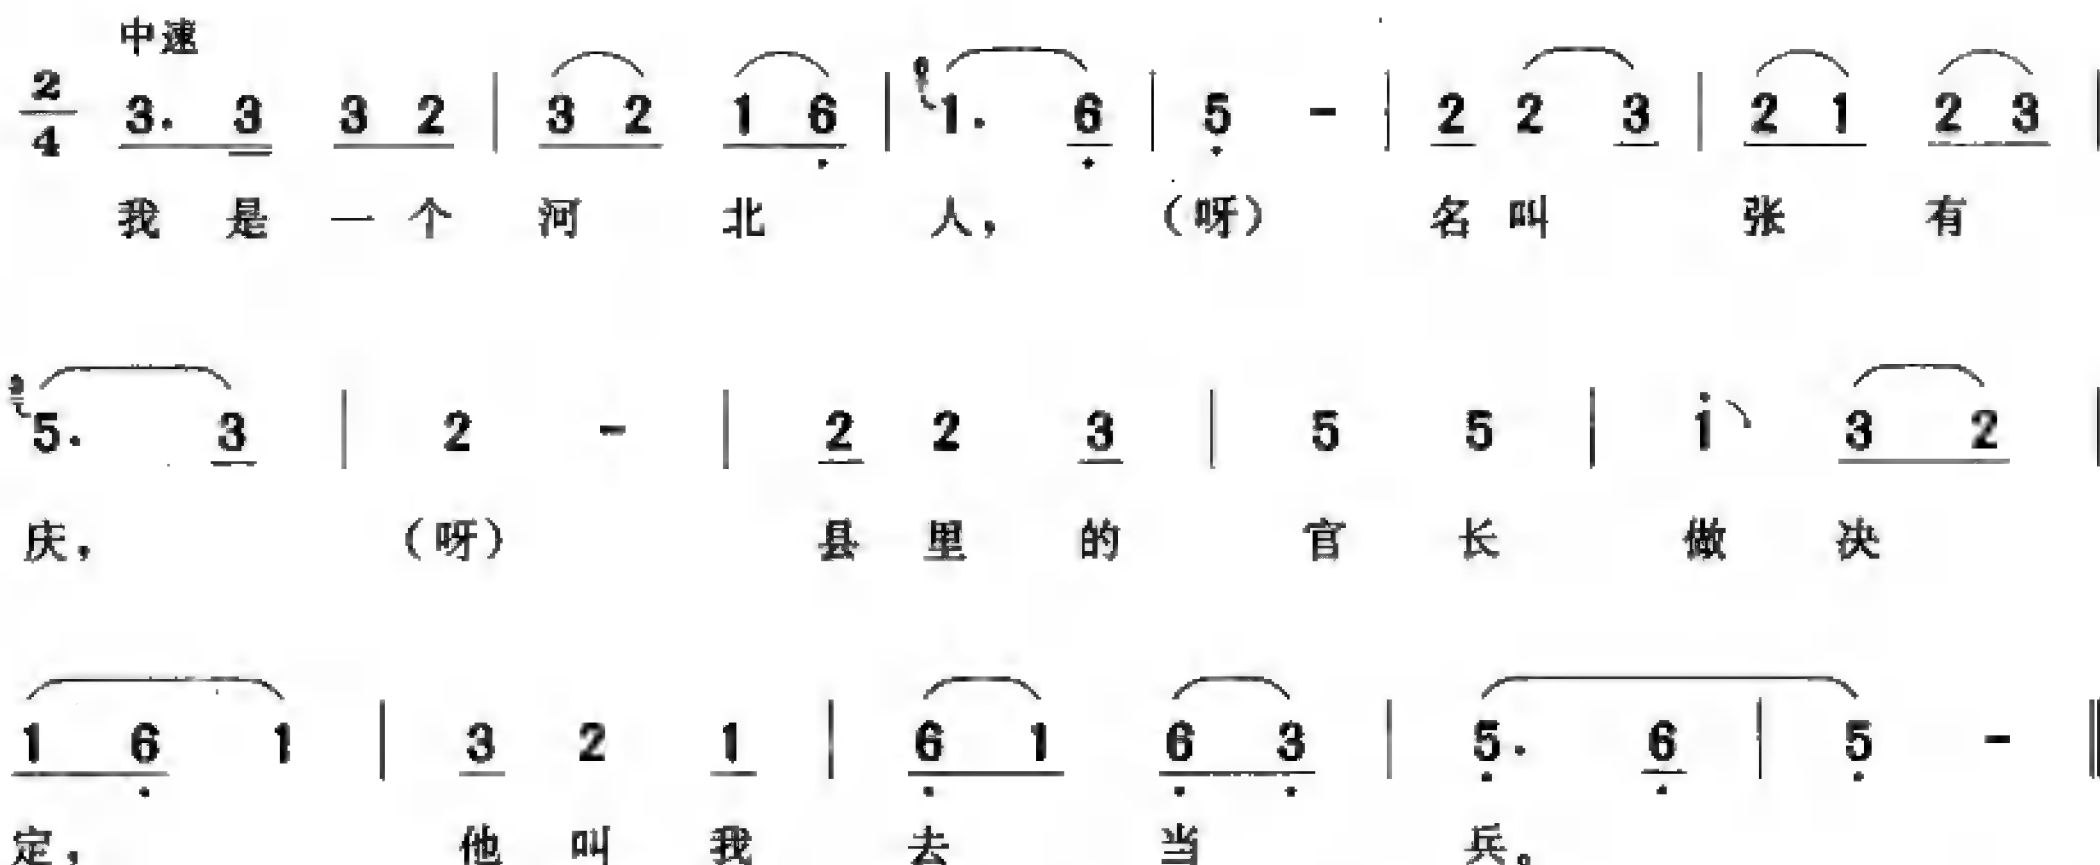 中速
2/4 3. 3 3 2 | 3 2 1 6̣ | 1. 6̣ | 5̣ - | 2 2 3 | 2 1 2 3 |
我 是 一 个 河 北 人， （呀） 名 叫 张 有
5. 3 | 2 - | 2 2 3 | 5 5 | i 3 2 |
庆， （呀） 县 里 的 官 长 做 决
1 6̣ 1 | 3 2 1 | 6̣ 1 6̣ 3̣ | 5̣. 6̣ | 5̣ - ‖
定， 他 叫 我 去 当 兵。